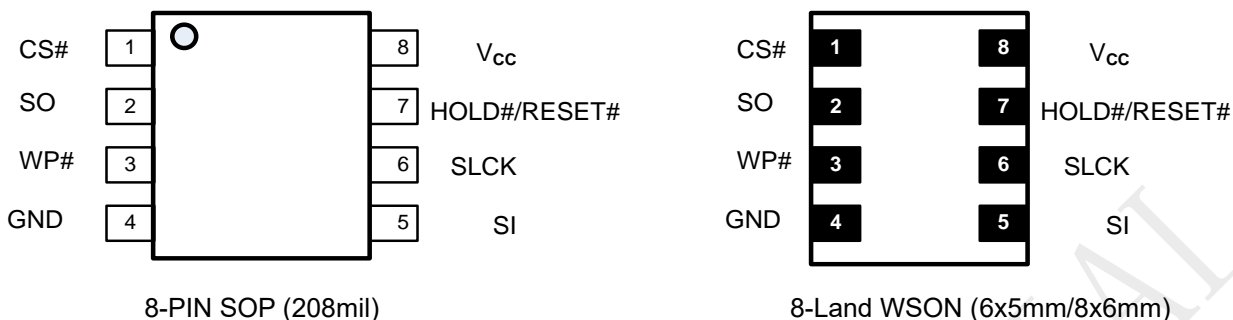 CS# 1 8 Vcc CS# 1 8 Vcc
SO 2 7 HOLD#/RESET# SO 2 7 HOLD#/RESET#
WP# 3 6 SLCK WP# 3 6 SLCK
GND 4 5 SI GND 4 5 SI
8-PIN SOP (208mil) 8-Land WSON (6x5mm/8x6mm)